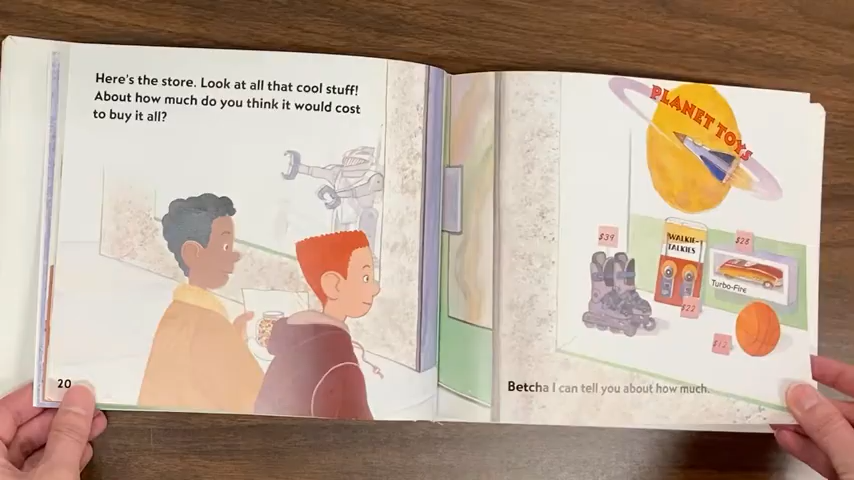 Here's the store. Look at all that cool stuff!
About how much do you think it would cost
to buy it all?
20
PLANET TOYS
$39
WALKIE-
TALKIES
$28
Turbo-Fire
$22
$12
Betcha I can tell you about how much.